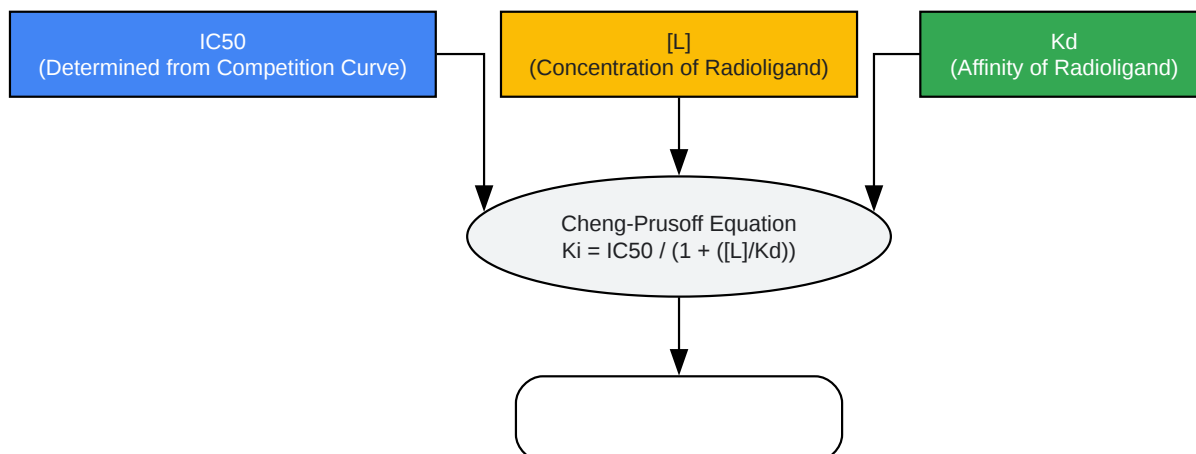 IC50
(Determined from Competition Curve)
[L]
(Concentration of Radioligand)
Kd
(Affinity of Radioligand)
Cheng-Prusoff Equation
Ki = IC50 / (1 + ([L]/Kd))